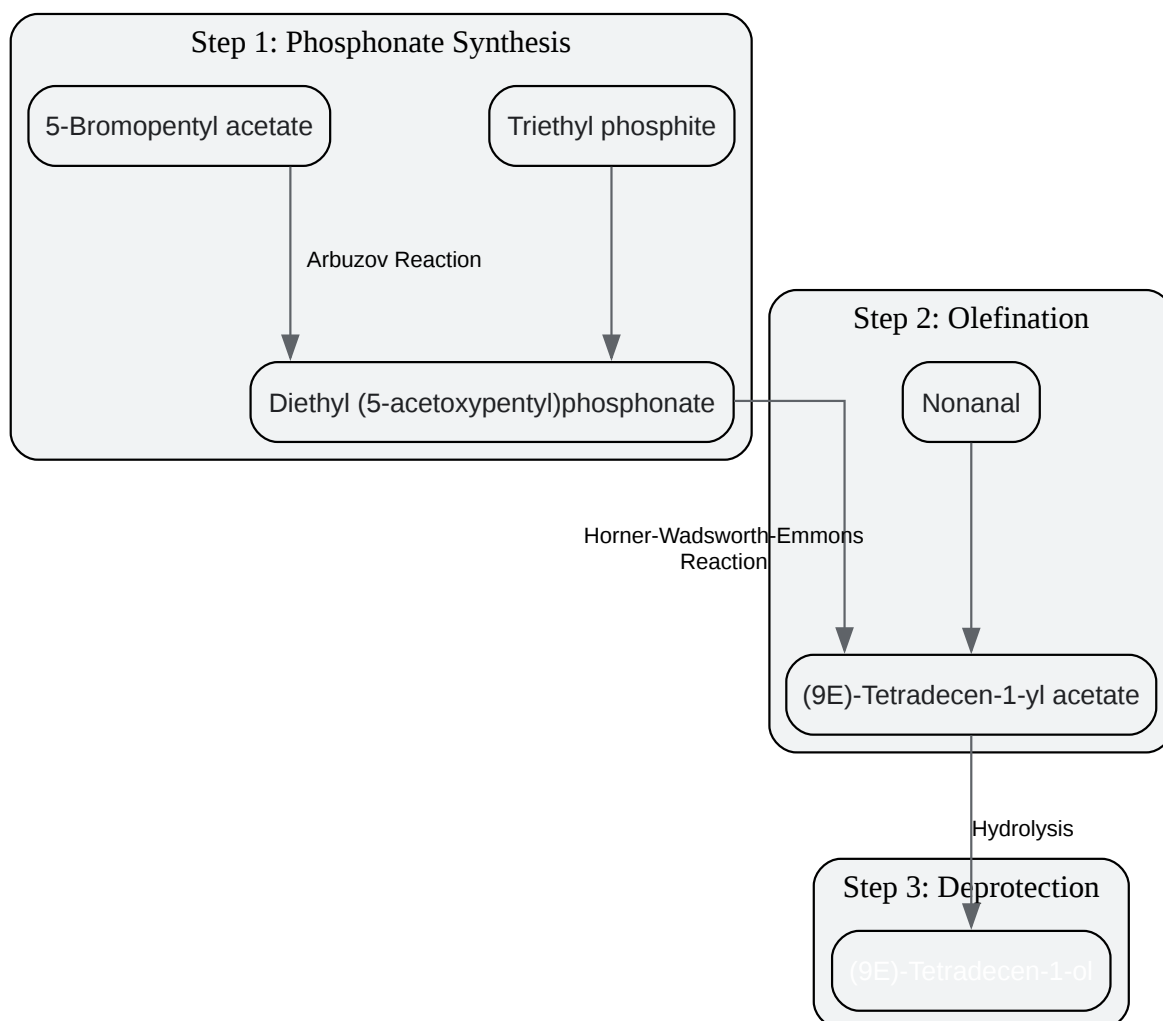 Step 1: Phosphonate Synthesis
5-Bromopentyl acetate
Triethyl phosphite
Arbuzov Reaction
Diethyl (5-acetoxypentyl)phosphonate
Step 2: Olefination
Nonanal
Horner-Wadsworth-Emmons
Reaction
(9E)-Tetradecen-1-yl acetate
Hydrolysis
Step 3: Deprotection
(9E)-Tetradecen-1-ol